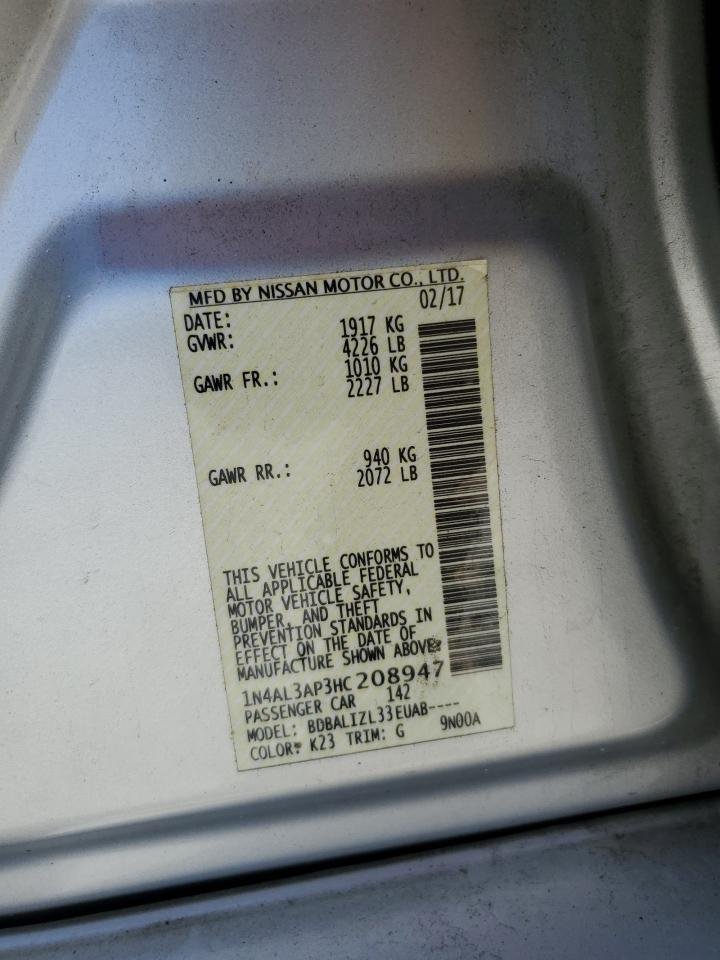 MFD BY NISSAN MOTOR CO., LTD.
DATE: 02/17
GVWR: 1917 KG
4226 LB
GAWR FR.: 1010 KG
2227 LB
GAWR RR.: 940 KG
2072 LB
THIS VEHICLE CONFORMS TO
ALL APPLICABLE FEDERAL
MOTOR VEHICLE SAFETY,
BUMPER, AND THEFT
PREVENTION STANDARDS IN
EFFECT ON THE DATE OF
MANUFACTURE SHOWN ABOVE.
1N4AL3AP3HC208947
PASSENGER CAR 142
MODEL: BDBALIZL33EUAB----
COLOR: K23 TRIM: G 9N00A